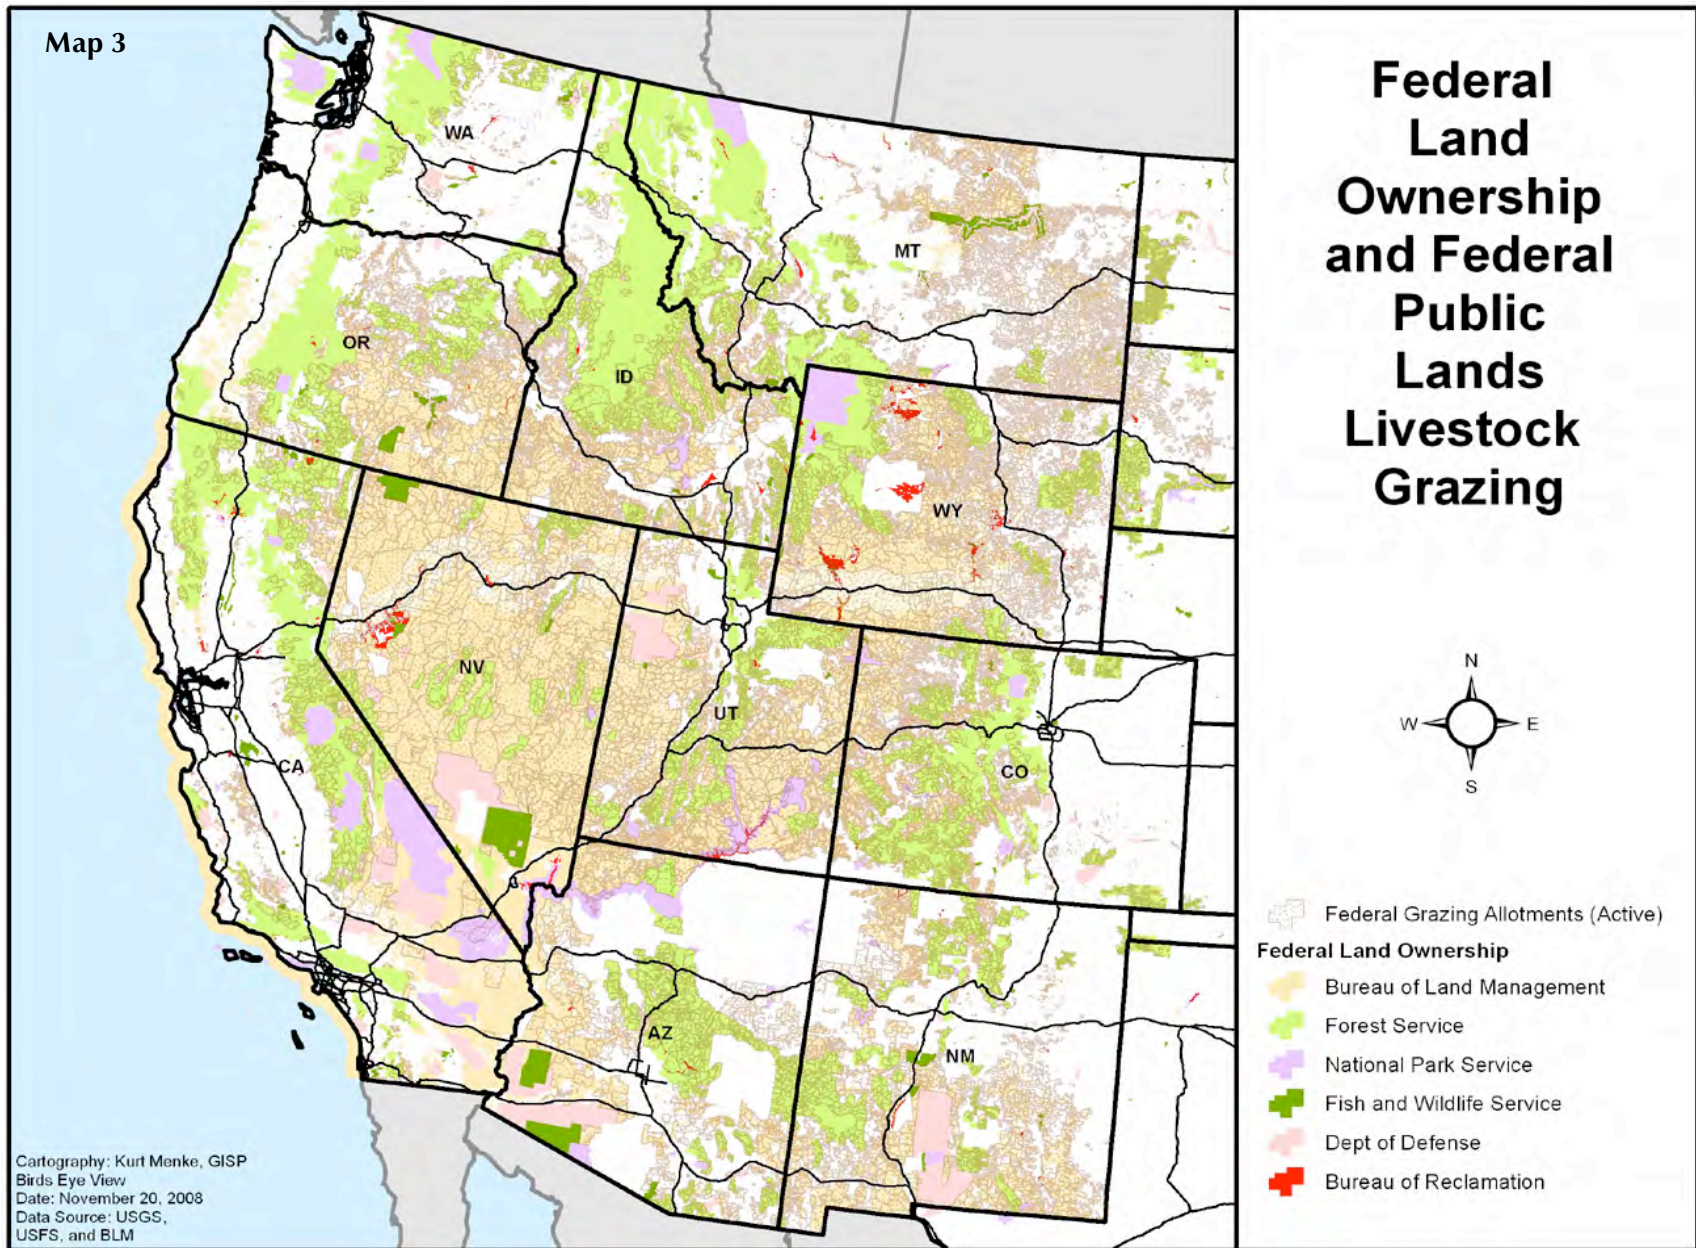 Map 3
Federal
Land
Ownership
and Federal
Public
Lands
Livestock
Grazing
WA
MT
OR
ID
WY
NV
UT
CO
CA
AZ
NM
N
W
E
S
Federal Grazing Allotments (Active)
Federal Land Ownership
Bureau of Land Management
Forest Service
National Park Service
Fish and Wildlife Service
Dept of Defense
Bureau of Reclamation
Cartography: Kurt Menke, GISP
Birds Eye View
Date: November 20, 2008
Data Source: USGS,
USFS, and BLM